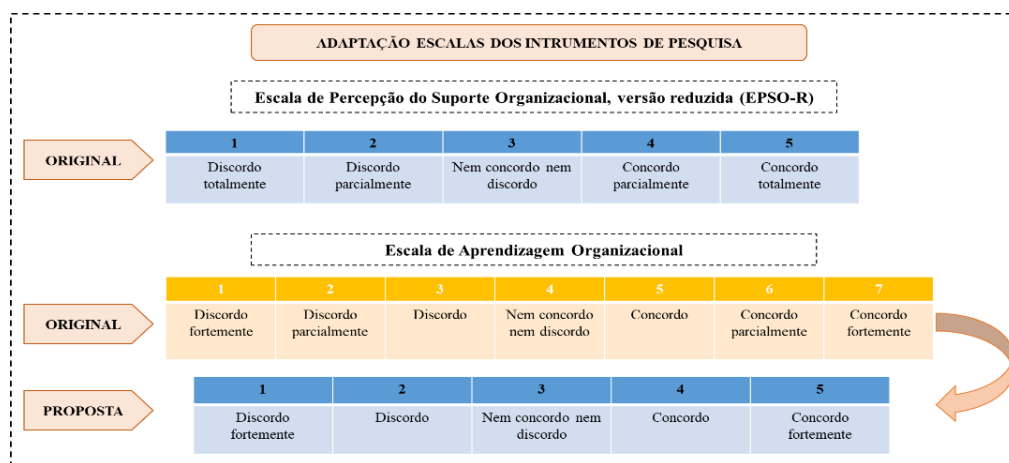 ADAPTAÇÃO ESCALAS DOS INTRUMENTOS DE PESQUISA
Escala de Percepção do Suporte Organizacional, versão reduzida (EPSO-R)
ORIGINAL
1 2 3 4 5
Discordo totalmente
Discordo parcialmente
Nem concordo nem discordo
Concordo parcialmente
Concordo totalmente
Escala de Aprendizagem Organizacional
ORIGINAL
1 2 3 4 5 6 7
Discordo fortemente
Discordo parcialmente
Discordo
Nem concordo nem discordo
Concordo
Concordo parcialmente
Concordo fortemente
PROPOSTA
1 2 3 4 5
Discordo fortemente
Discordo
Nem concordo nem discordo
Concordo
Concordo fortemente